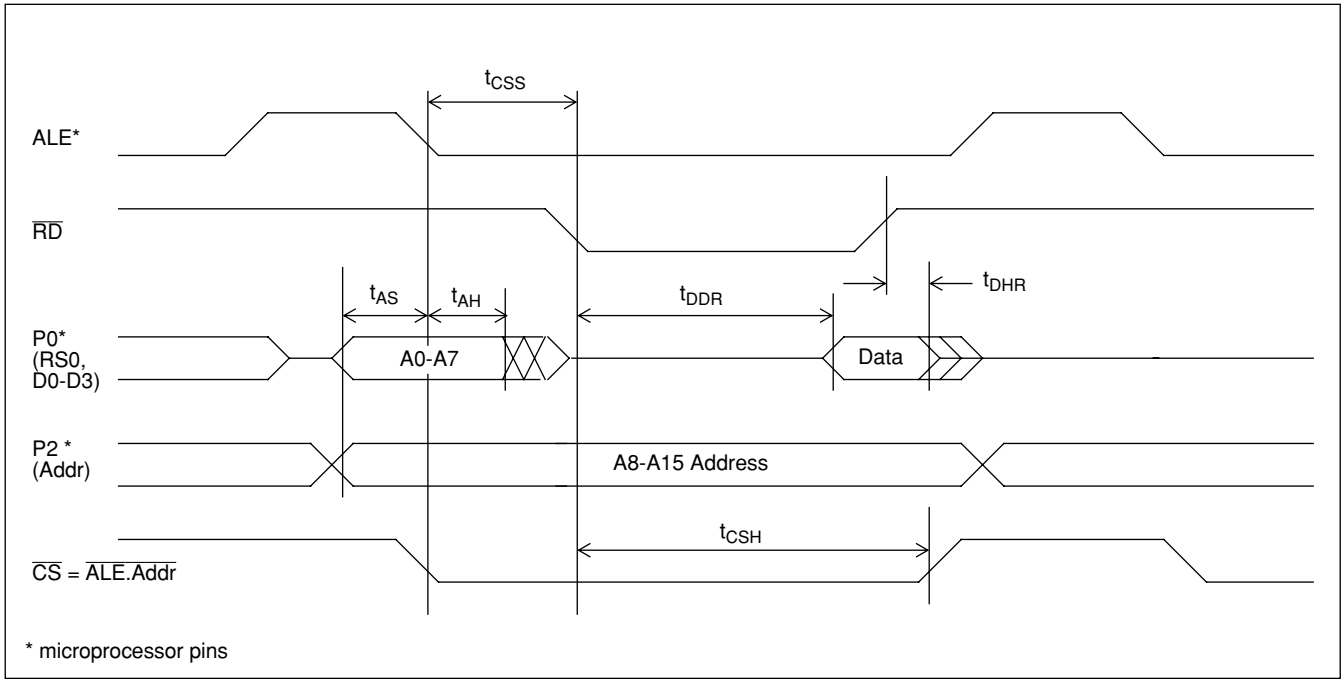 tCSS
ALE*
RD
tDHR
tAS
tAH
tDDR
P0*
(RS0,
D0-D3)
A0-A7
Data
P2 *
(Addr)
A8-A15 Address
tCSH
CS = ALE.Addr
* microprocessor pins